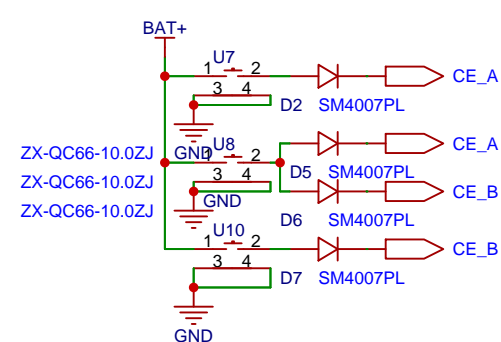 BAT+
U7
1 2
3 4
CE_A
D2 SM4007PL
GND
U8
1 2
3 4
CE_A
D5 SM4007PL
ZX-QC66-10.0ZJ
ZX-QC66-10.0ZJ
ZX-QC66-10.0ZJ
GND
CE_B
D6 SM4007PL
U10
1 2
3 4
CE_B
D7 SM4007PL
GND